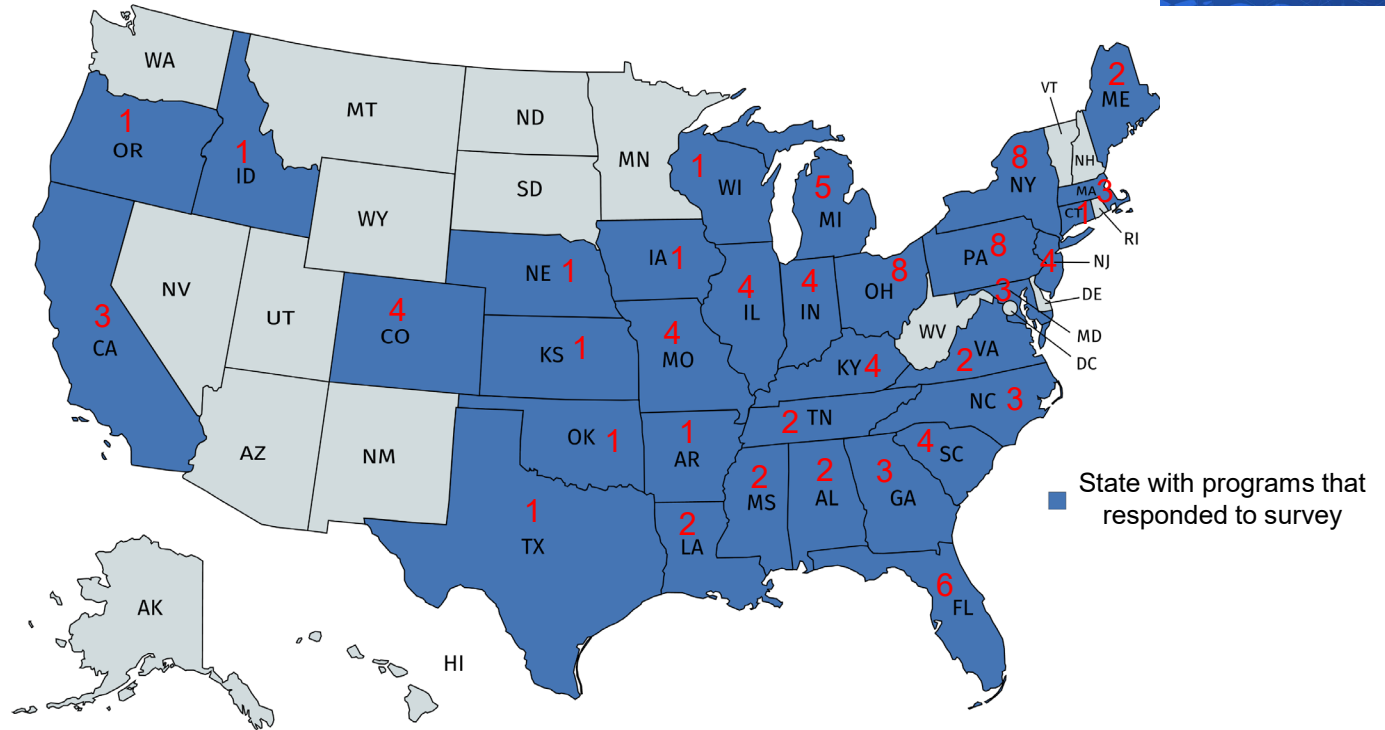 WA
MT
ND
MN
VT
2
ME
1
OR
1
ID
SD
1
WI
5
MI
8
NY
NH
MA 3
CT 1
RI
WY
NE 1
IA 1
PA 8
4
NJ
NV
UT
4
CO
4
IL
4
IN
8
OH
3
DE
MD
DC
3
CA
KS 1
4
MO
KY 4
WV
2
VA
AZ
NM
OK 1
1
AR
2 TN
NC 3
4
SC
1
TX
2
LA
2
MS
2
AL
3
GA
State with programs that
responded to survey
6
FL
AK
HI